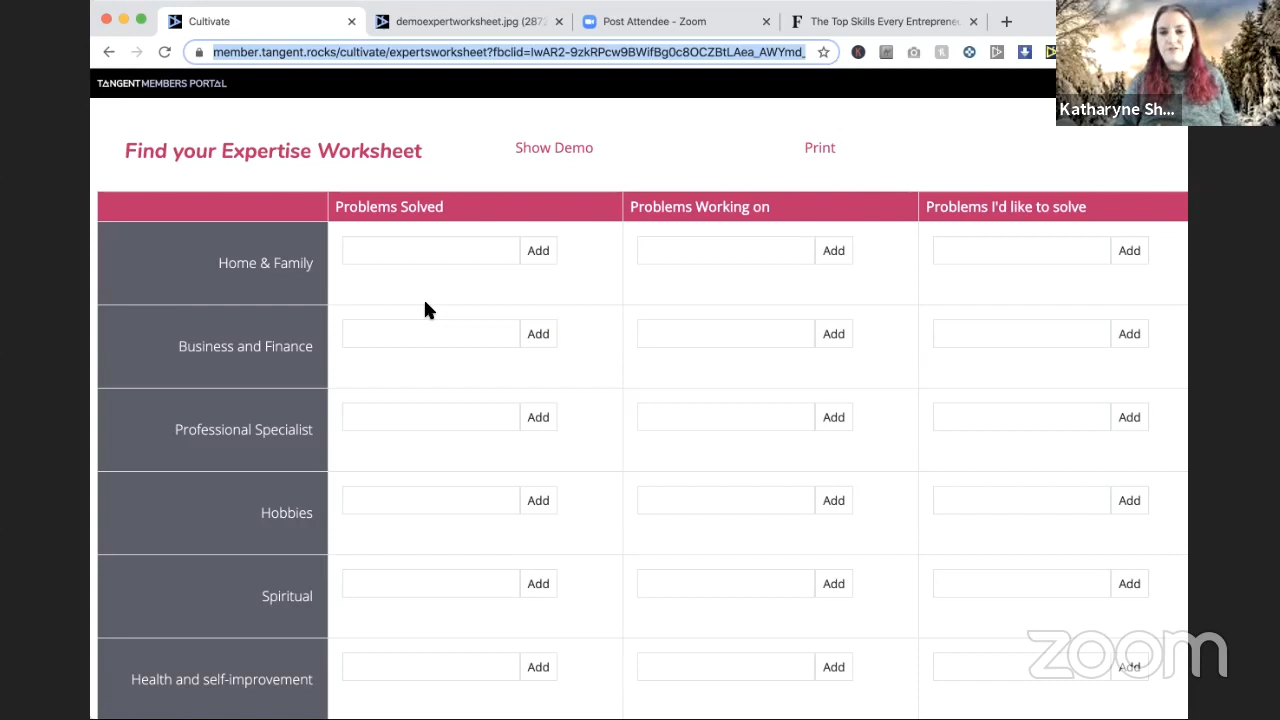 Cultivate
demoexpertworksheet.jpg (287
Post Attendee - Zoom
The Top Skills Every Entreprene
member.tangent.rocks/cultivate/expertsworksheet?fbclid=IwAR2-9zkRPcw9BWifBg0c8OCZBtLAea_AWYmd_
TANGENT MEMBERS PORTAL
Katharyne Sh...
Find your Expertise Worksheet
Show Demo
Print
Problems Solved
Problems Working on
Problems I'd like to solve
Home & Family
Add
Add
Add
Business and Finance
Add
Add
Add
Professional Specialist
Add
Add
Add
Hobbies
Add
Add
Add
Spiritual
Add
Add
Add
Health and self-improvement
Add
Add
Add
zoom